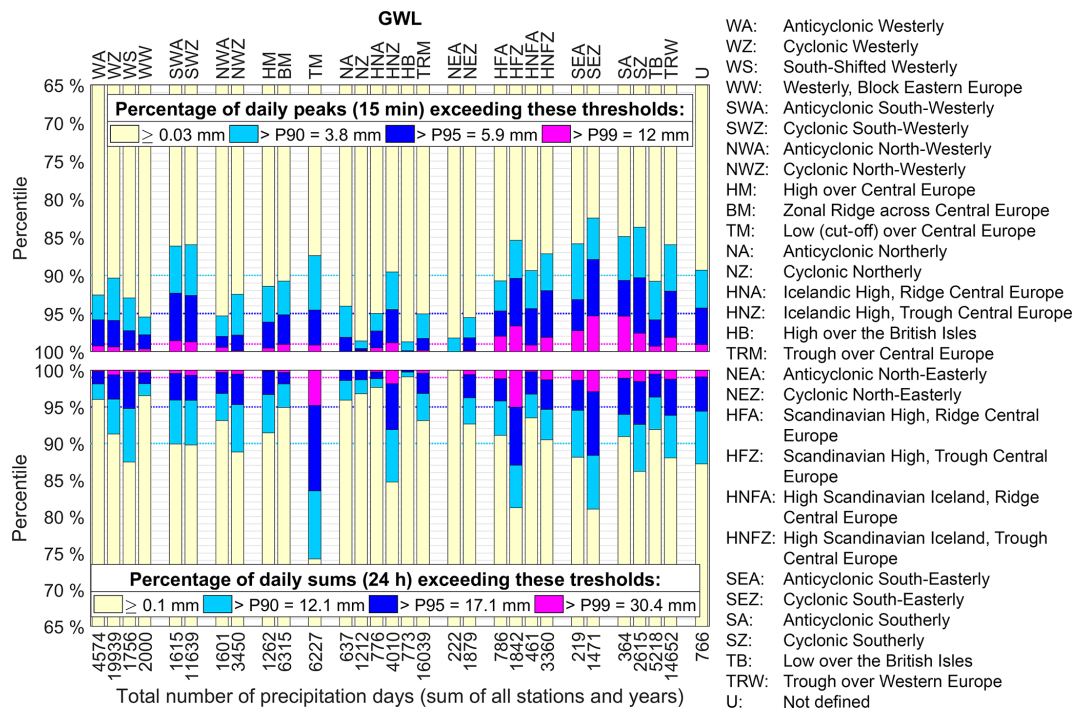 GWL
WA WZ WS WW SWA SWZ NWA NWZ HM BM TM NA NZ HNA HNZ HB TRM NEA NEZ HFA HFZ HNFA HNFZ SEA SEZ SA SZ TB TRW U
65 %
Percentage of daily peaks (15 min) exceeding these thresholds:
≥ 0.03 mm > P90 = 3.8 mm > P95 = 5.9 mm > P99 = 12 mm
70 %
75 %
80 %
85 %
90 %
95 %
100 %
Percentile
100 %
95 %
90 %
85 %
80 %
75 %
70 %
65 %
Percentile
Percentage of daily sums (24 h) exceeding these tresholds:
≥ 0.1 mm > P90 = 12.1 mm > P95 = 17.1 mm > P99 = 30.4 mm
4574 19939 1756 2000 1615 11639 1601 3450 1262 6315 6227 637 1212 776 4010 773 16039 222 1879 786 1842 461 3360 219 1471 364 2615 5218 14652 766
Total number of precipitation days (sum of all stations and years)
WA: Anticyclonic Westerly
WZ: Cyclonic Westerly
WS: South-Shifted Westerly
WW: Westerly, Block Eastern Europe
SWA: Anticyclonic South-Westerly
SWZ: Cyclonic South-Westerly
NWA: Anticyclonic North-Westerly
NWZ: Cyclonic North-Westerly
HM: High over Central Europe
BM: Zonal Ridge across Central Europe
TM: Low (cut-off) over Central Europe
NA: Anticyclonic Northerly
NZ: Cyclonic Northerly
HNA: Icelandic High, Ridge Central Europe
HNZ: Icelandic High, Trough Central Europe
HB: High over the British Isles
TRM: Trough over Central Europe
NEA: Anticyclonic North-Easterly
NEZ: Cyclonic North-Easterly
HFA: Scandinavian High, Ridge Central
Europe
HFZ: Scandinavian High, Trough Central
Europe
HNFA: High Scandinavian Iceland, Ridge
Central Europe
HNFZ: High Scandinavian Iceland, Trough
Central Europe
SEA: Anticyclonic South-Easterly
SEZ: Cyclonic South-Easterly
SA: Anticyclonic Southerly
SZ: Cyclonic Southerly
TB: Low over the British Isles
TRW: Trough over Western Europe
U: Not defined